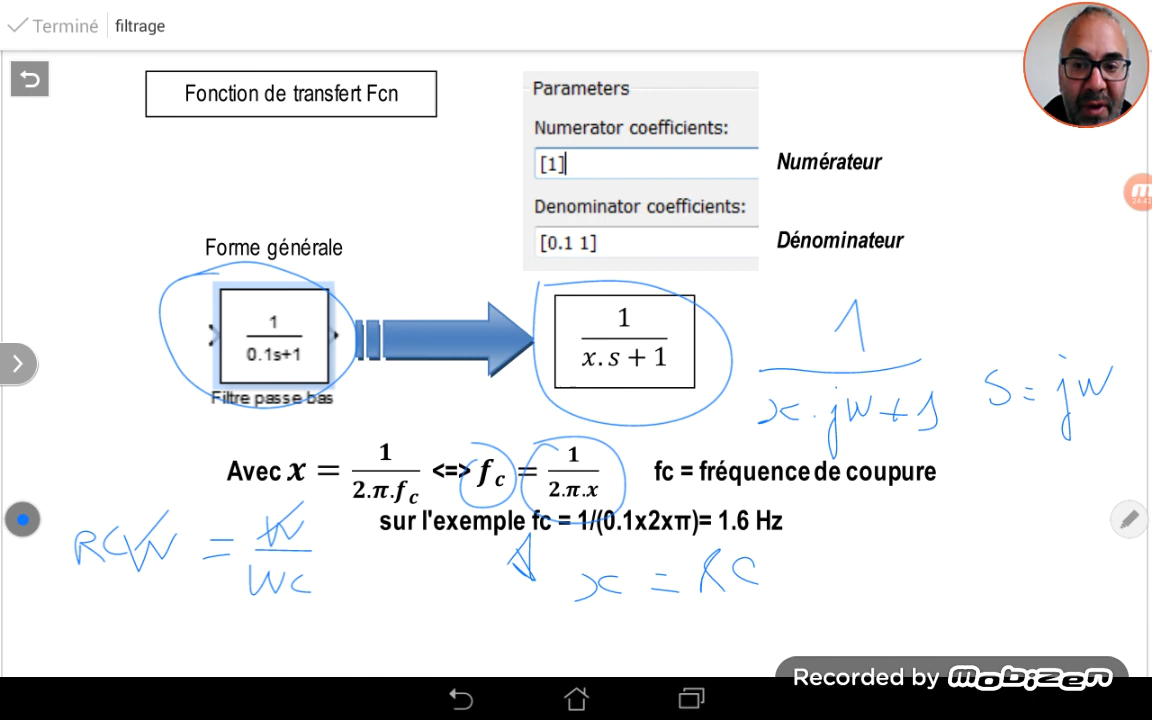 Terminé filtrage
Fonction de transfert Fcn
Parameters
Numerator coefficients:
[1]
Numérateur
Denominator coefficients:
[0.1 1]
Dénominateur
Forme générale
1
0.1s+1
Filtre passe bas
1
x.s + 1
1
x . jw + 1
S = jw
Avec x = 1 / 2.π.fc <=> fc = 1 / 2.π.x fc = fréquence de coupure
sur l'exemple fc = 1/(0.1x2xπ)= 1.6 Hz
RCW = W / Wc
x = RC
24:42
Recorded by mobizen